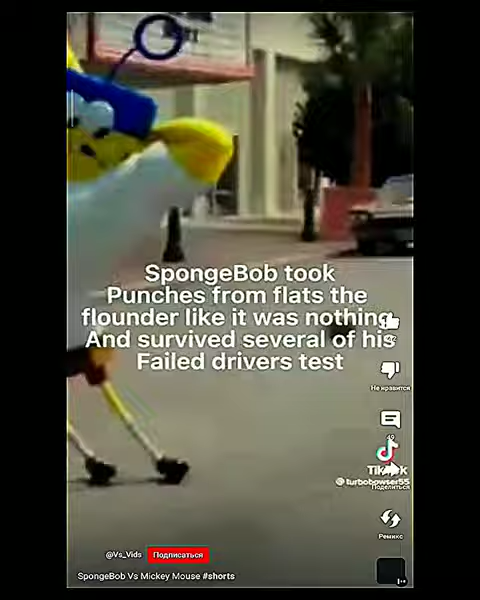 SpongeBob took
Punches from flats the
flounder like it was nothing
And survived several of his
Failed drivers test
Не нравится
TikTok
@turbobowser55
Поделиться
Ремикс
@Vs_Vids
Подписаться
SpongeBob Vs Mickey Mouse #shorts